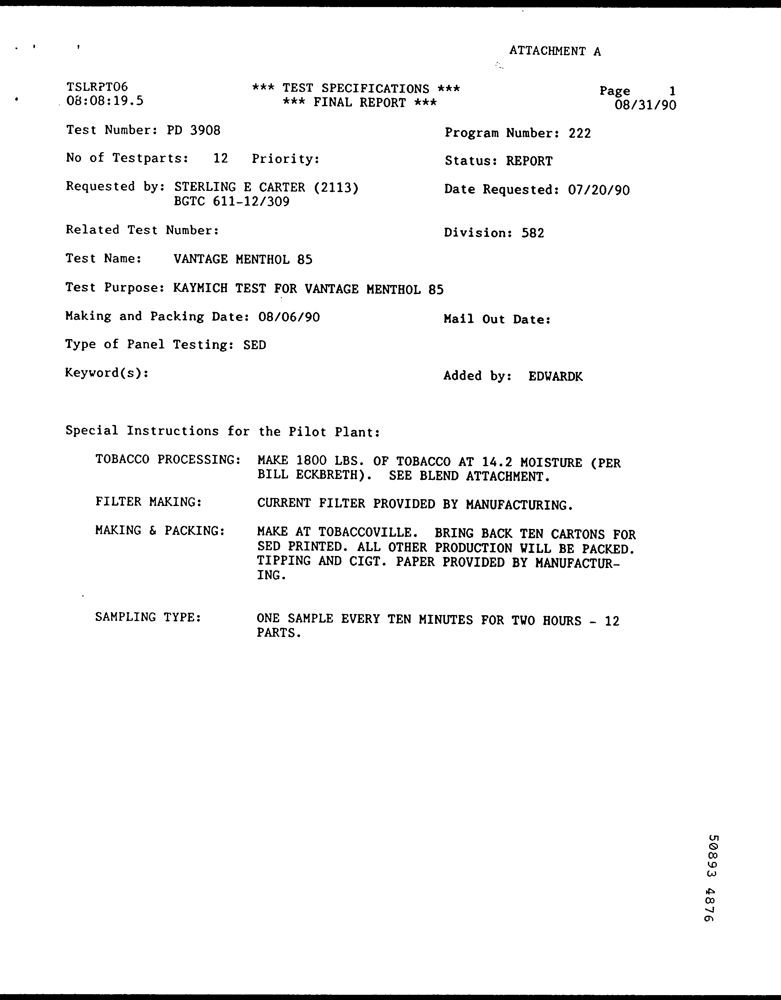 ATTACHMENT A
TSLRPT06 *** TEST SPECIFICATIONS *** Page 1
08:08:19.5 *** FINAL REPORT *** 08/31/90
Test Number: PD 3908 Program Number: 222
No of Testparts: 12 Priority: Status: REPORT
Requested by: STERLING E CARTER (2113) Date Requested: 07/20/90
BGTC 611-12/309
Related Test Number: Division: 582
Test Name: VANTAGE MENTHOL 85
Test Purpose: KAYMICH TEST FOR VANTAGE MENTHOL 85
Making and Packing Date: 08/06/90 Mail Out Date:
Type of Panel Testing: SED
Keyword(s): Added by: EDWARDK
Special Instructions for the Pilot Plant:
TOBACCO PROCESSING: MAKE 1800 LBS. OF TOBACCO AT 14.2 MOISTURE (PER
BILL ECKBRETH). SEE BLEND ATTACHMENT.
FILTER MAKING: CURRENT FILTER PROVIDED BY MANUFACTURING.
MAKING & PACKING: MAKE AT TOBACCOVILLE. BRING BACK TEN CARTONS FOR
SED PRINTED. ALL OTHER PRODUCTION WILL BE PACKED.
TIPPING AND CIGT. PAPER PROVIDED BY MANUFACTUR-
ING.
SAMPLING TYPE: ONE SAMPLE EVERY TEN MINUTES FOR TWO HOURS - 12
PARTS.
50893 4876